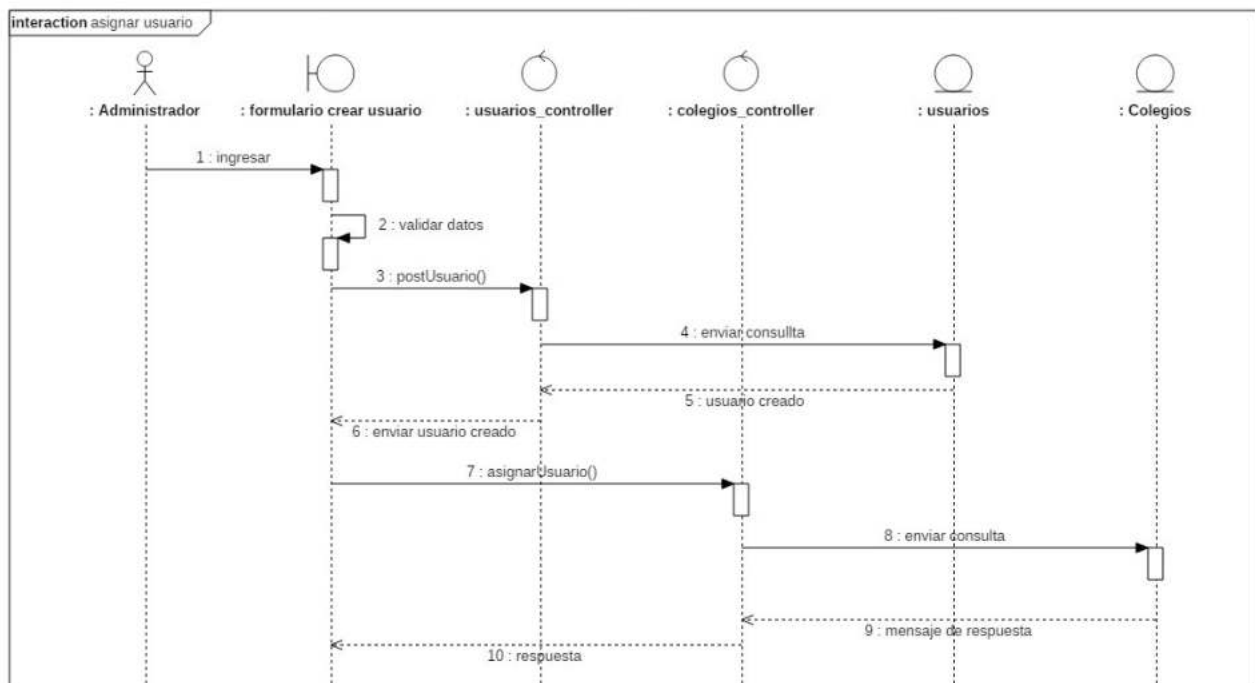 interaction asignar usuario
: Administrador
: formulario crear usuario
: usuarios_controller
: colegios_controller
: usuarios
: Colegios
1 : ingresar
2 : validar datos
3 : postUsuario()
4 : enviar consullta
5 : usuario creado
6 : enviar usuario creado
7 : asignarUsuario()
8 : enviar consulta
9 : mensaje de respuesta
10 : respuesta